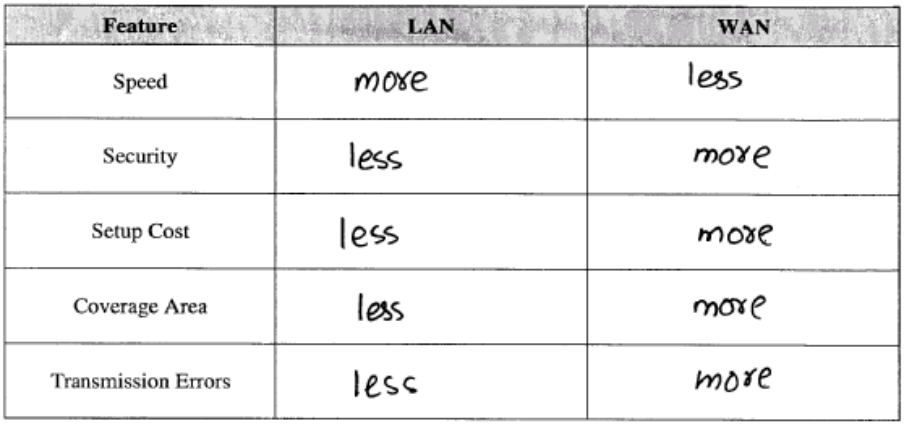 Feature LAN WAN
Speed more less
Security less more
Setup Cost less more
Coverage Area less more
Transmission Errors less more